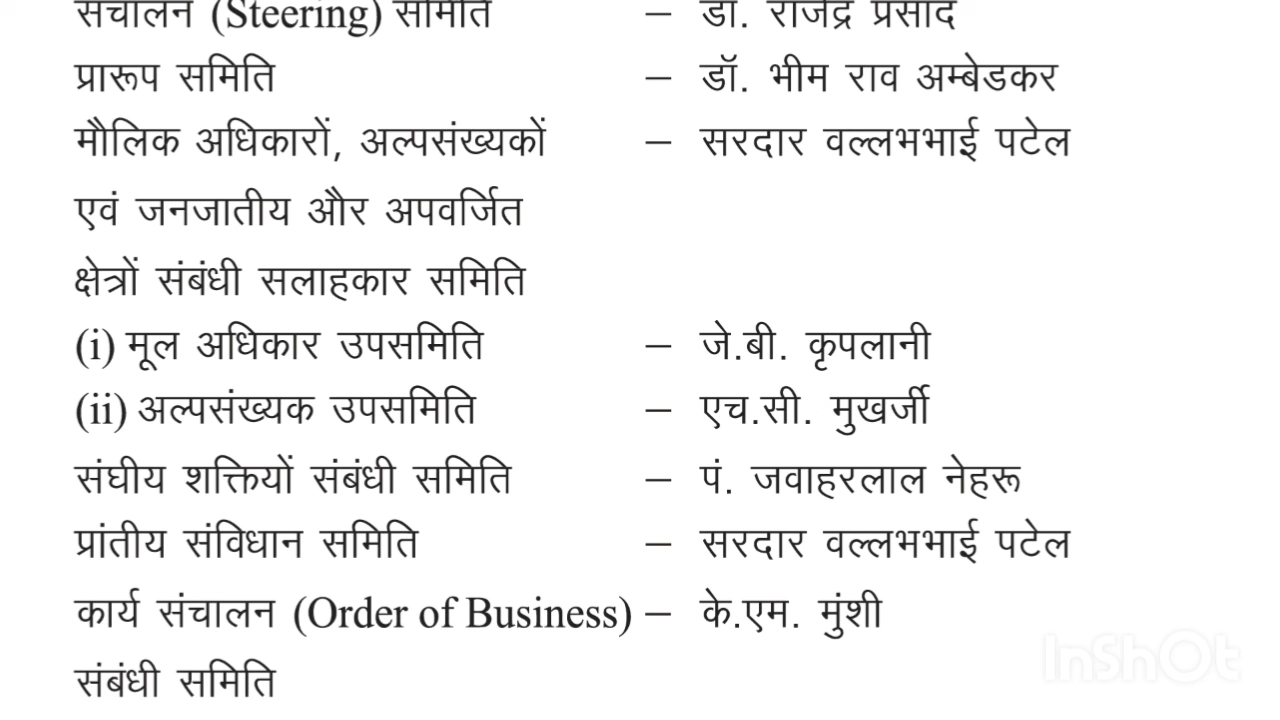 संचालन (Steering) समिति – डॉ. राजेंद्र प्रसाद
प्रारूप समिति – डॉ. भीम राव अम्बेडकर
मौलिक अधिकारों, अल्पसंख्यकों – सरदार वल्लभभाई पटेल
एवं जनजातीय और अपवर्जित
क्षेत्रों संबंधी सलाहकार समिति
(i) मूल अधिकार उपसमिति – जे.बी. कृपलानी
(ii) अल्पसंख्यक उपसमिति – एच.सी. मुखर्जी
संघीय शक्तियों संबंधी समिति – पं. जवाहरलाल नेहरू
प्रांतीय संविधान समिति – सरदार वल्लभभाई पटेल
कार्य संचालन (Order of Business) – के.एम. मुंशी
संबंधी समिति
InShOt